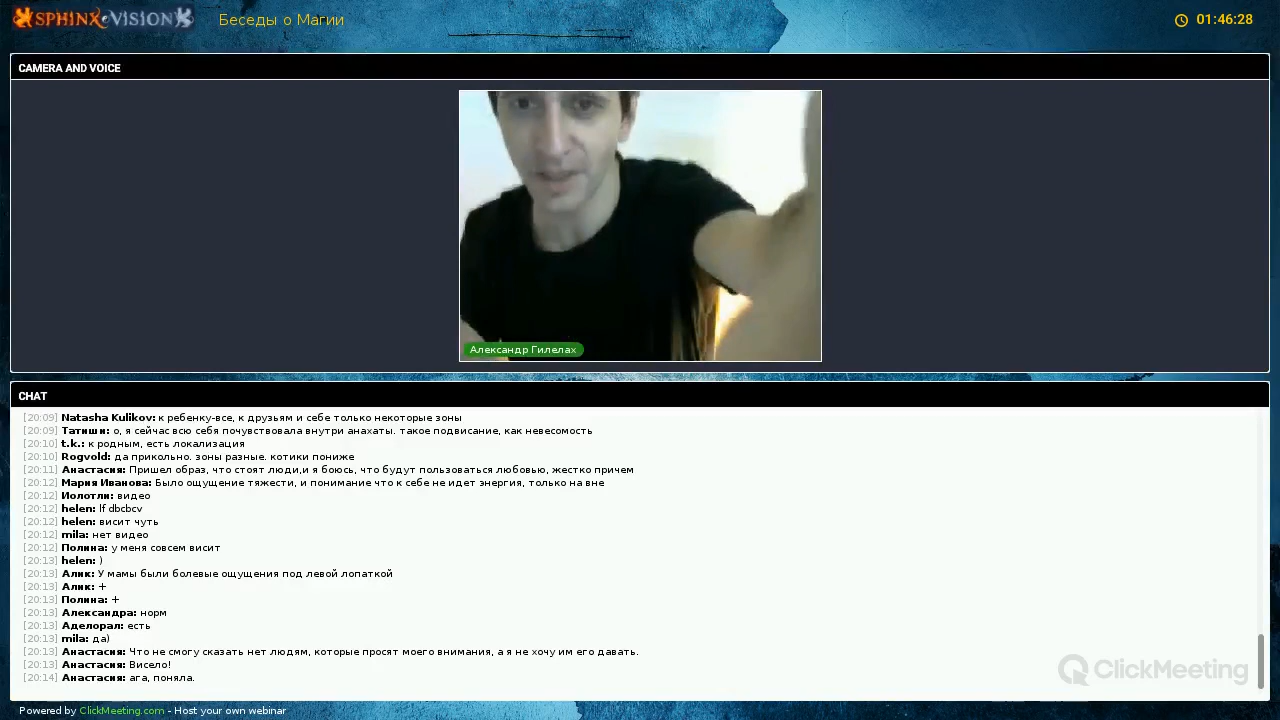 SPHINX VISION
Беседы о Магии
01:46:28
CAMERA AND VOICE
Александр Гилелах
CHAT
[20:09] Natasha Kulikov: к ребенку-все, к друзьям и себе только некоторые зоны
[20:09] Татиши: о, я сейчас всю себя почувствовала внутри анахаты. такое подвисание, как невесомость
[20:10] t.k.: к родным, есть локализация
[20:10] Rogvold: да прикольно. зоны разные. котики пониже
[20:11] Анастасия: Пришел образ, что стоят люди,и я боюсь, что будут пользоваться любовью, жестко причем
[20:12] Мария Иванова: Было ощущение тяжести, и понимание что к себе не идет энергия, только на вне
[20:12] Иолотли: видео
[20:12] helen: lf dbcbcv
[20:12] helen: висит чуть
[20:12] mila: нет видео
[20:12] Полина: у меня совсем висит
[20:13] helen: )
[20:13] Алик: У мамы были болевые ощущения под левой лопаткой
[20:13] Алик: +
[20:13] Полина: +
[20:13] Александра: норм
[20:13] Аделорал: есть
[20:13] mila: да)
[20:13] Анастасия: Что не смогу сказать нет людям, которые просят моего внимания, а я не хочу им его давать.
[20:13] Анастасия: Висело!
[20:14] Анастасия: ага, поняла.
ClickMeeting
Powered by ClickMeeting.com - Host your own webinar